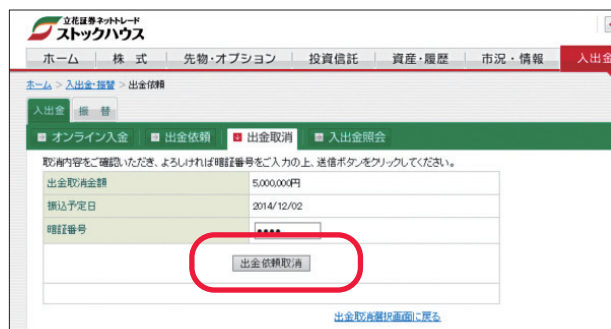 立花証券ネットトレード
ストックハウス
ホーム 株 式 先物・オプション 投資信託 資産・履歴 市況・情報 入出金
ホーム > 入出金・振替 > 出金依頼
入出金 振 替
オンライン入金 出金依頼 出金取消 入出金照会
取消内容をご確認いただき、よろしければ暗証番号をご入力の上、送信ボタンをクリックしてください。
出金取消金額 5,000,000円
振込予定日 2014/12/02
暗証番号 ●●●●
出金依頼取消
出金取消選択画面に戻る